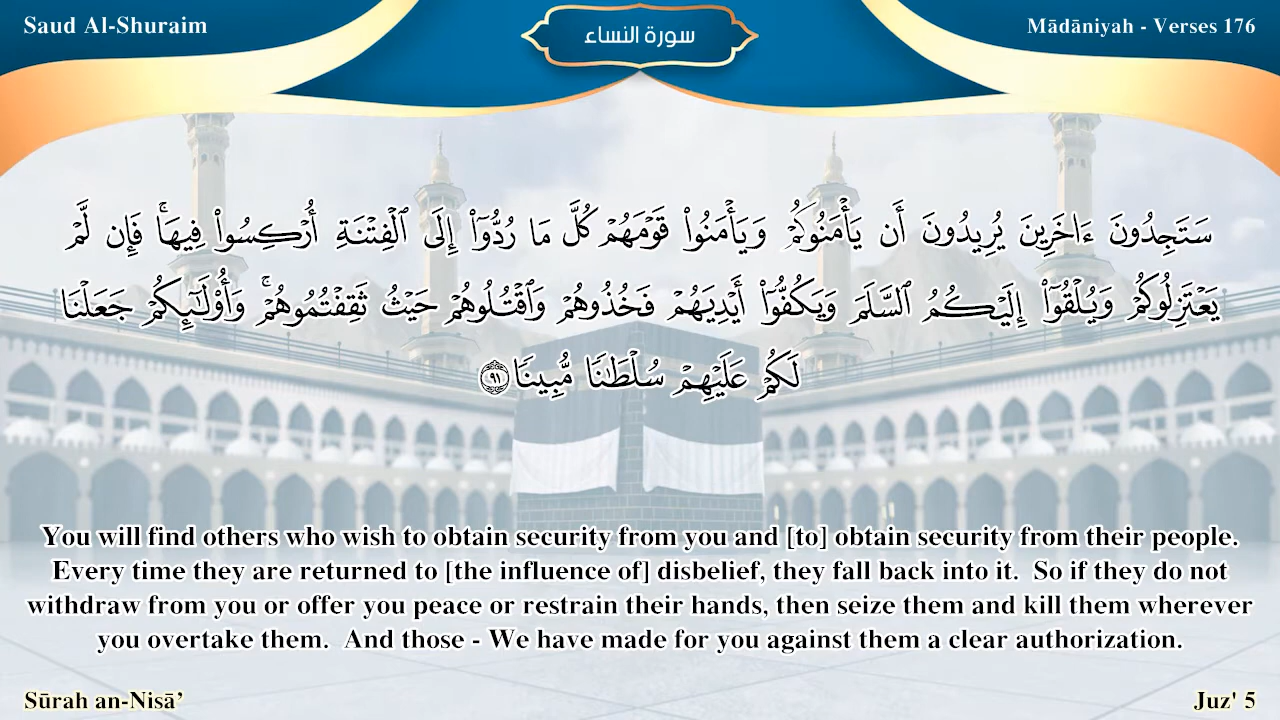 Saud Al-Shuraim
سورة النساء
Mādāniyah - Verses 176
سَتَجِدُونَ ءَاخَرِينَ يُرِيدُونَ أَن يَأْمَنُوكُمْ وَيَأْمَنُوا۟ قَوْمَهُمْ كُلَّ مَا رُدُّوٓا۟ إِلَى ٱلْفِتْنَةِ أُرْكِسُوا۟ فِيهَا ۚ فَإِن لَّمْ
يَعْتَزِلُوكُمْ وَيُلْقُوٓا۟ إِلَيْكُمُ ٱلسَّلَمَ وَيَكُفُّوٓا۟ أَيْدِيَهُمْ فَخُذُوهُمْ وَٱقْتُلُوهُمْ حَيْثُ ثَقِفْتُمُوهُمْ ۚ وَأُو۟لَـٰٓئِكُمْ جَعَلْنَا
لَكُمْ عَلَيْهِمْ سُلْطَـٰنًا مُّبِينًا ٩١
You will find others who wish to obtain security from you and [to] obtain security from their people.
Every time they are returned to [the influence of] disbelief, they fall back into it.  So if they do not
withdraw from you or offer you peace or restrain their hands, then seize them and kill them wherever
you overtake them.  And those - We have made for you against them a clear authorization.
Sūrah an-Nisā’
Juz' 5